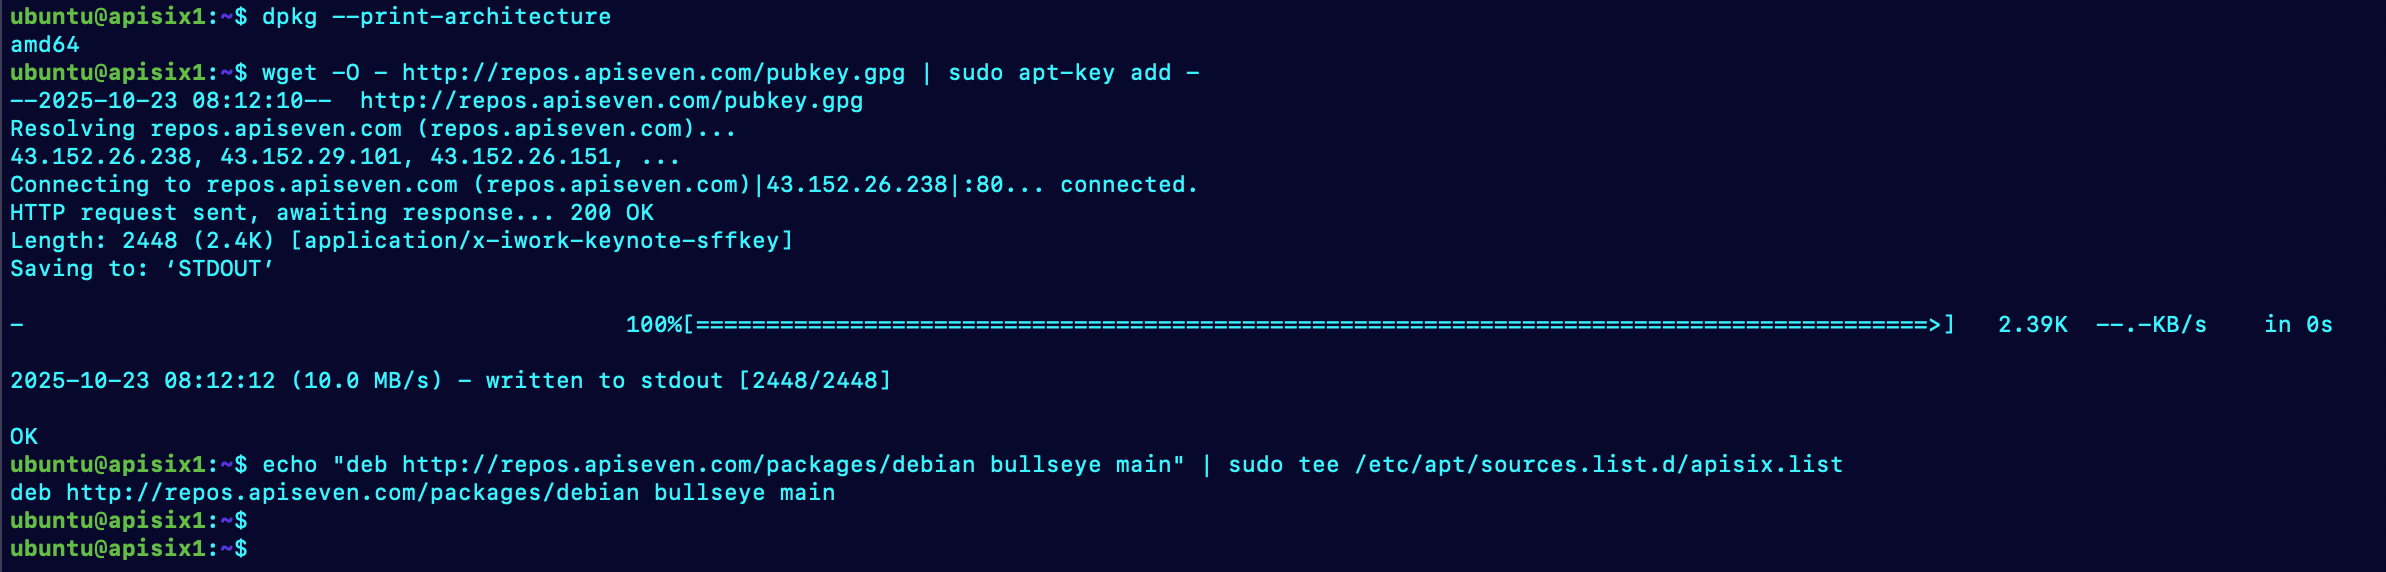 ubuntu@apisix1:~$ dpkg --print-architecture
amd64
ubuntu@apisix1:~$ wget -O - http://repos.apiseven.com/pubkey.gpg | sudo apt-key add -
--2025-10-23 08:12:10--  http://repos.apiseven.com/pubkey.gpg
Resolving repos.apiseven.com (repos.apiseven.com)...
43.152.26.238, 43.152.29.101, 43.152.26.151, ...
Connecting to repos.apiseven.com (repos.apiseven.com)|43.152.26.238|:80... connected.
HTTP request sent, awaiting response... 200 OK
Length: 2448 (2.4K) [application/x-iwork-keynote-sffkey]
Saving to: ‘STDOUT’
-                                            100%[========================================================================================>]   2.39K  --.-KB/s    in 0s
2025-10-23 08:12:12 (10.0 MB/s) - written to stdout [2448/2448]
OK
ubuntu@apisix1:~$ echo "deb http://repos.apiseven.com/packages/debian bullseye main" | sudo tee /etc/apt/sources.list.d/apisix.list
deb http://repos.apiseven.com/packages/debian bullseye main
ubuntu@apisix1:~$
ubuntu@apisix1:~$